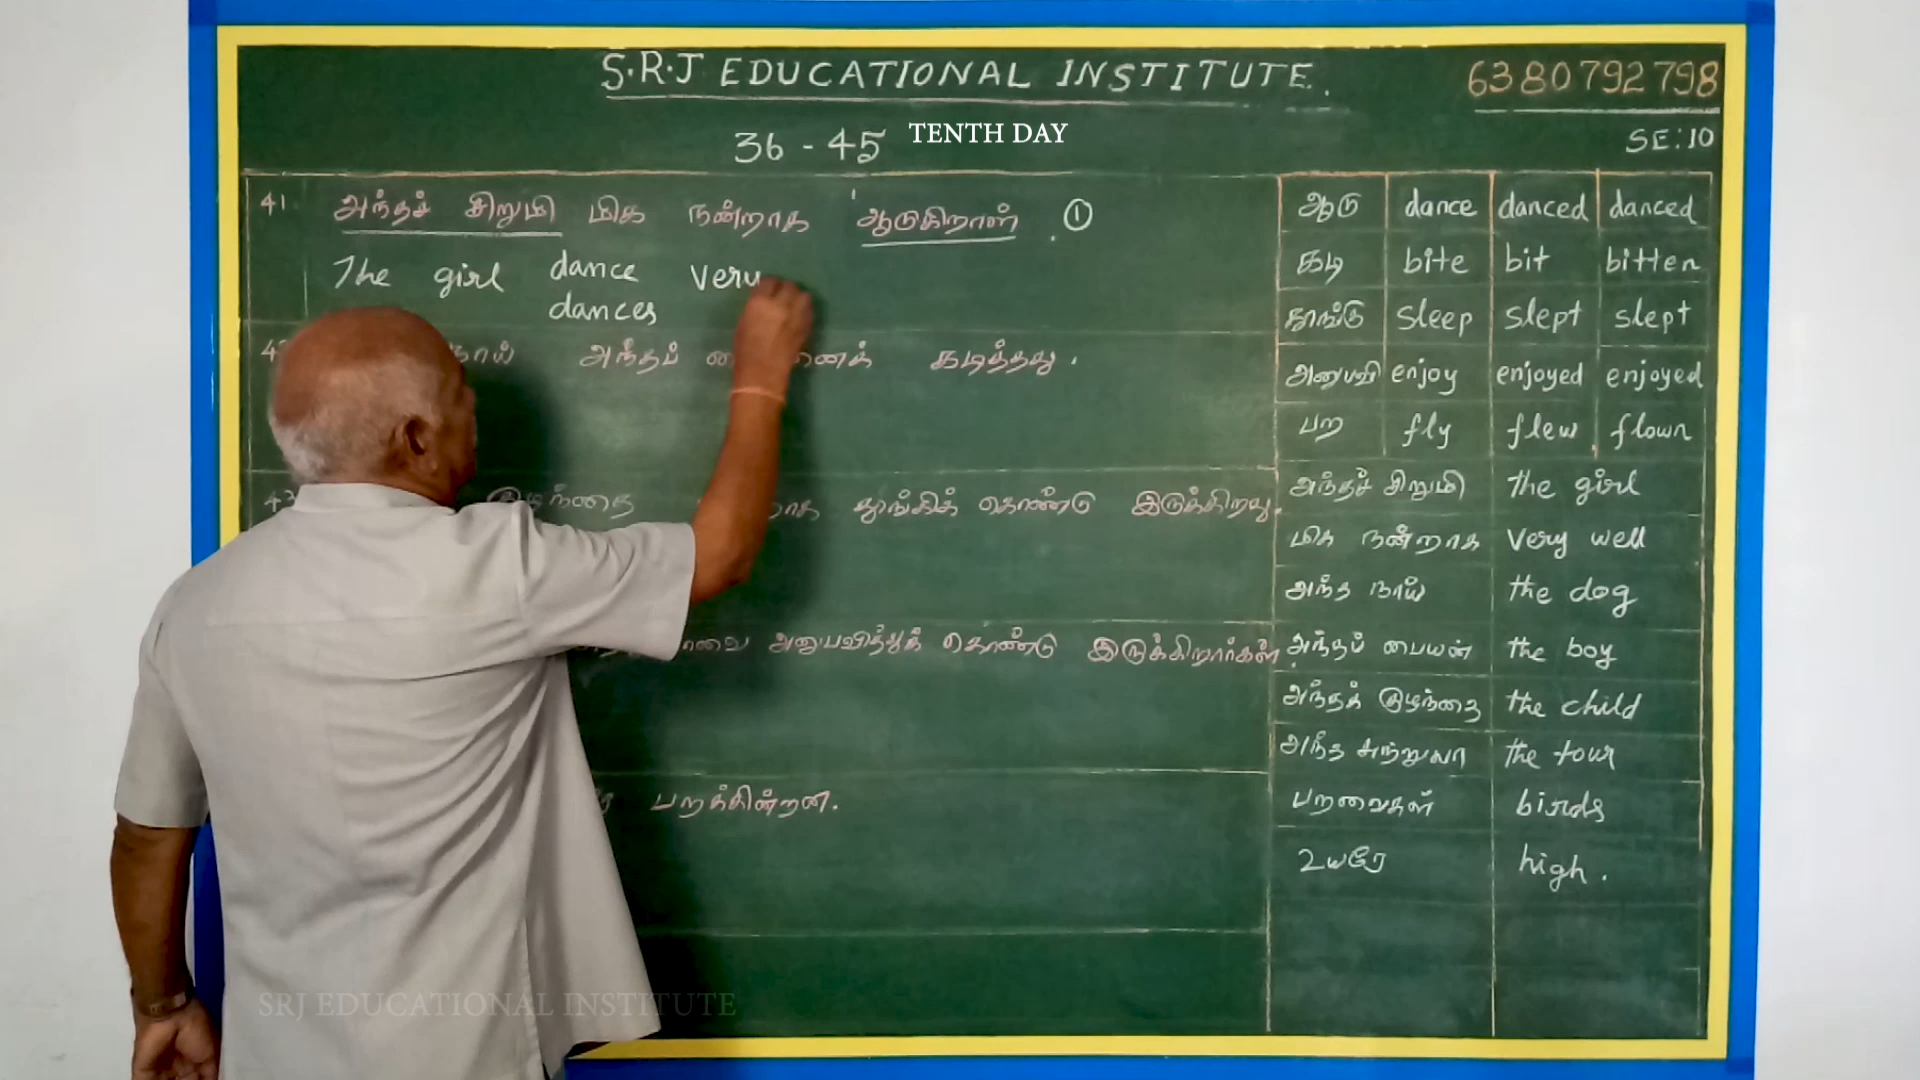 S.R.J EDUCATIONAL INSTITUTE.
6380792798
36 - 45 TENTH DAY
SE:10
41 அந்தச் சிறுமி மிக நன்றாக ஆடுகிறாள். ①
The girl dance very
dances
நாய் அந்தப் கடித்தது.
குழந்தை தூங்கிக் கொண்டு இருக்கிறது.
அனுபவித்துக் கொண்டு இருக்கிறார்கள்.
பறக்கின்றன.
ஆடு dance danced danced
கடி bite bit bitten
தூங்கு sleep slept slept
அனுபவி enjoy enjoyed enjoyed
பற fly flew flown
அந்தச் சிறுமி the girl
மிக நன்றாக very well
அந்த நாய் the dog
அந்தப் பையன் the boy
அந்தக் குழந்தை the child
அந்த சுற்றுலா the tour
பறவைகள் birds
உயரே high.
SRJ EDUCATIONAL INSTITUTE